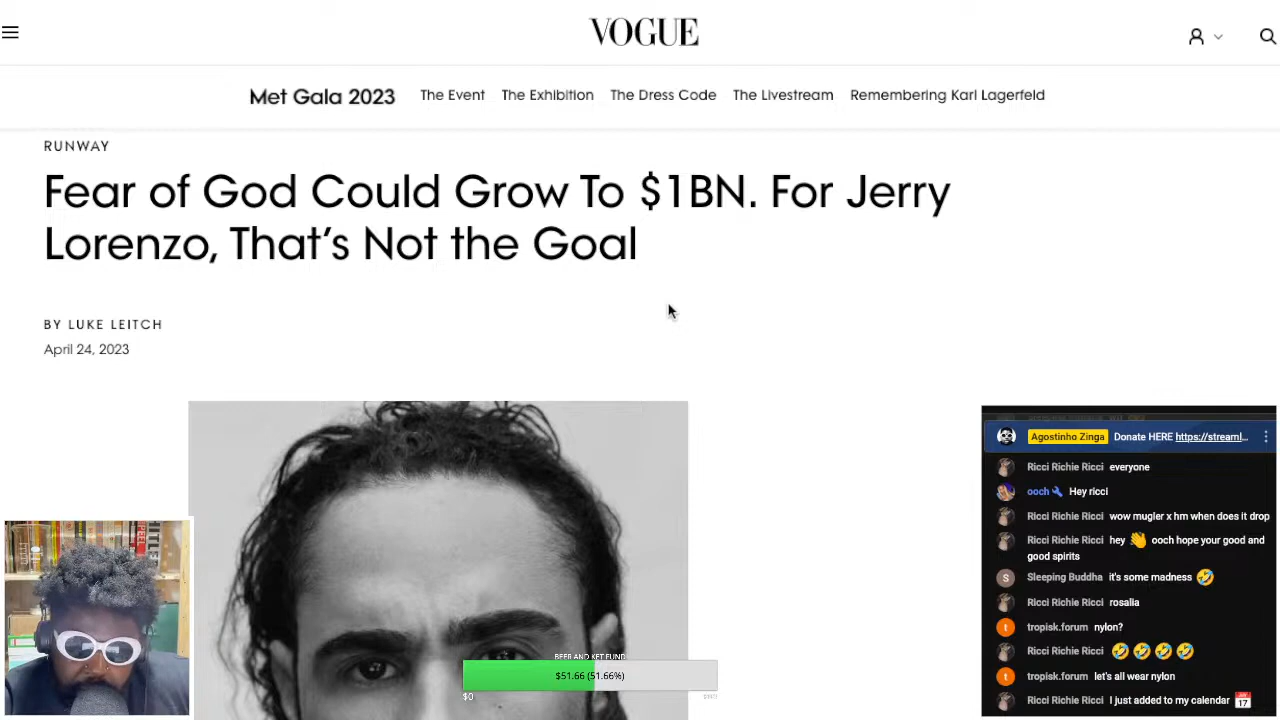 VOGUE
Met Gala 2023 The Event The Exhibition The Dress Code The Livestream Remembering Karl Lagerfeld
RUNWAY
Fear of God Could Grow To $1BN. For Jerry
Lorenzo, That's Not the Goal
BY LUKE LEITCH
April 24, 2023
BEER AND KET FUND
$51.66 (51.66%)
$0
Agostinho Zinga Donate HERE https://streaml...
Ricci Richie Ricci everyone
ooch Hey ricci
Ricci Richie Ricci wow mugler x hm when does it drop
Ricci Richie Ricci hey 👋 ooch hope your good and
good spirits
S Sleeping Buddha it's some madness 🤣
Ricci Richie Ricci rosalia
t tropisk.forum nylon?
Ricci Richie Ricci 🤣🤣🤣🤣
t tropisk.forum let's all wear nylon
Ricci Richie Ricci I just added to my calendar 📅